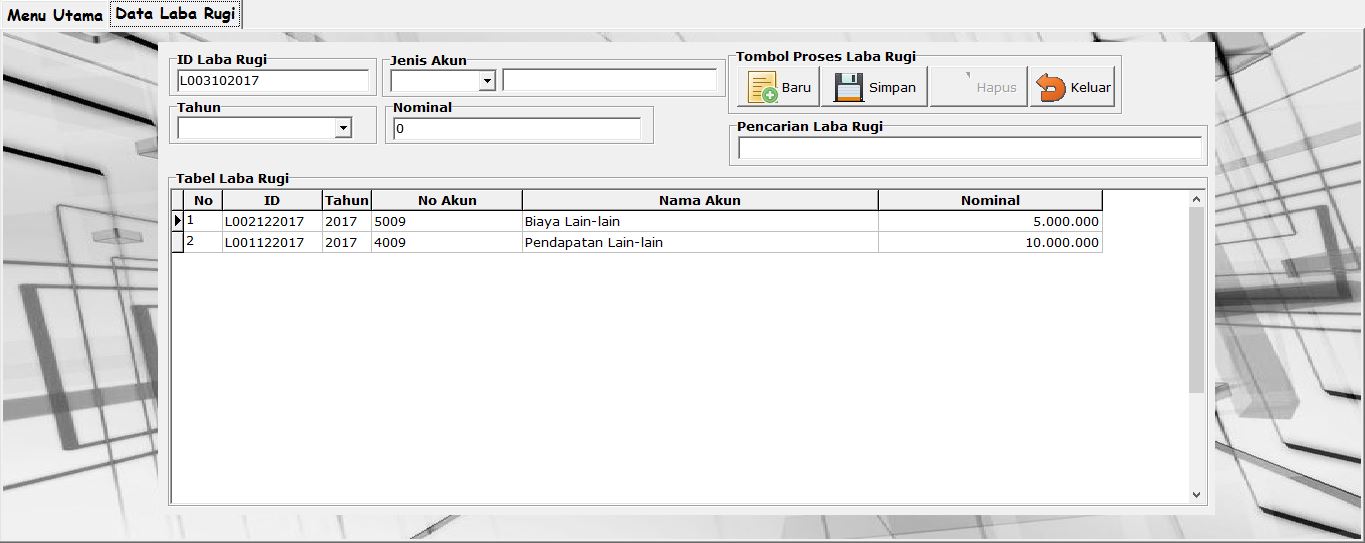 Menu Utama Data Laba Rugi
ID Laba Rugi Jenis Akun Tombol Proses Laba Rugi
L003102017
Baru Simpan Hapus Keluar
Tahun Nominal
0
Pencarian Laba Rugi
Tabel Laba Rugi
No ID Tahun No Akun Nama Akun Nominal
1 L002122017 2017 5009 Biaya Lain-lain 5.000.000
2 L001122017 2017 4009 Pendapatan Lain-lain 10.000.000